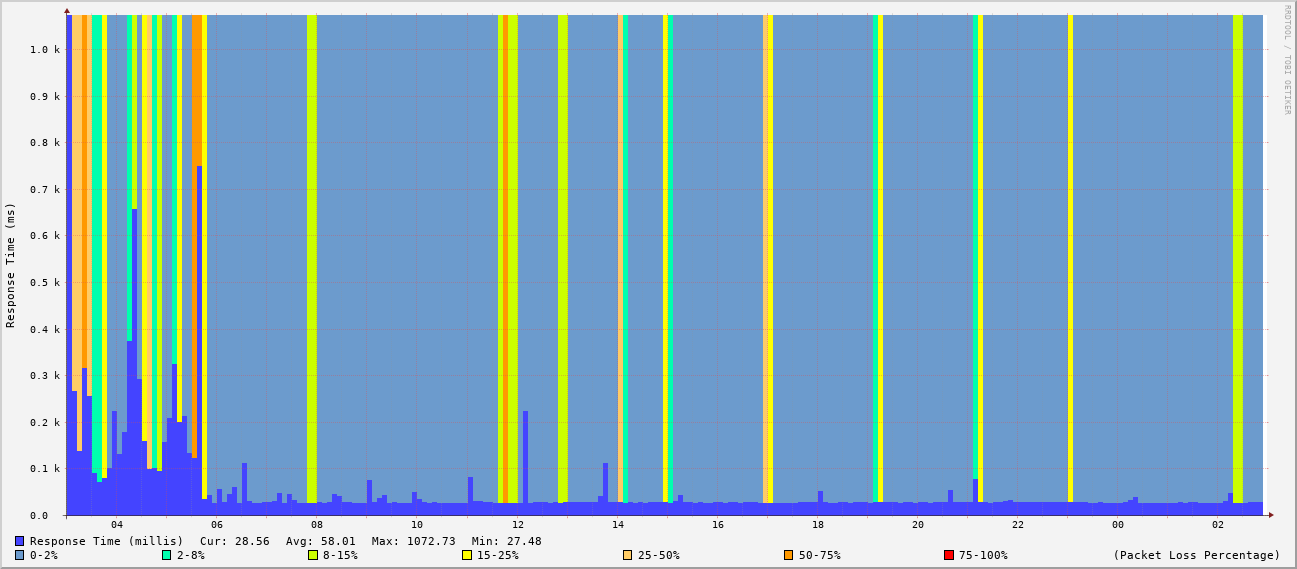 RRDTOOL / TOBI OETIKER
Response Time (ms)
1.0 k
0.9 k
0.8 k
0.7 k
0.6 k
0.5 k
0.4 k
0.3 k
0.2 k
0.1 k
0.0
04 06 08 10 12 14 16 18 20 22 00 02
Response Time (millis) Cur: 28.56 Avg: 58.01 Max: 1072.73 Min: 27.48
0-2% 2-8% 8-15% 15-25% 25-50% 50-75% 75-100% (Packet Loss Percentage)